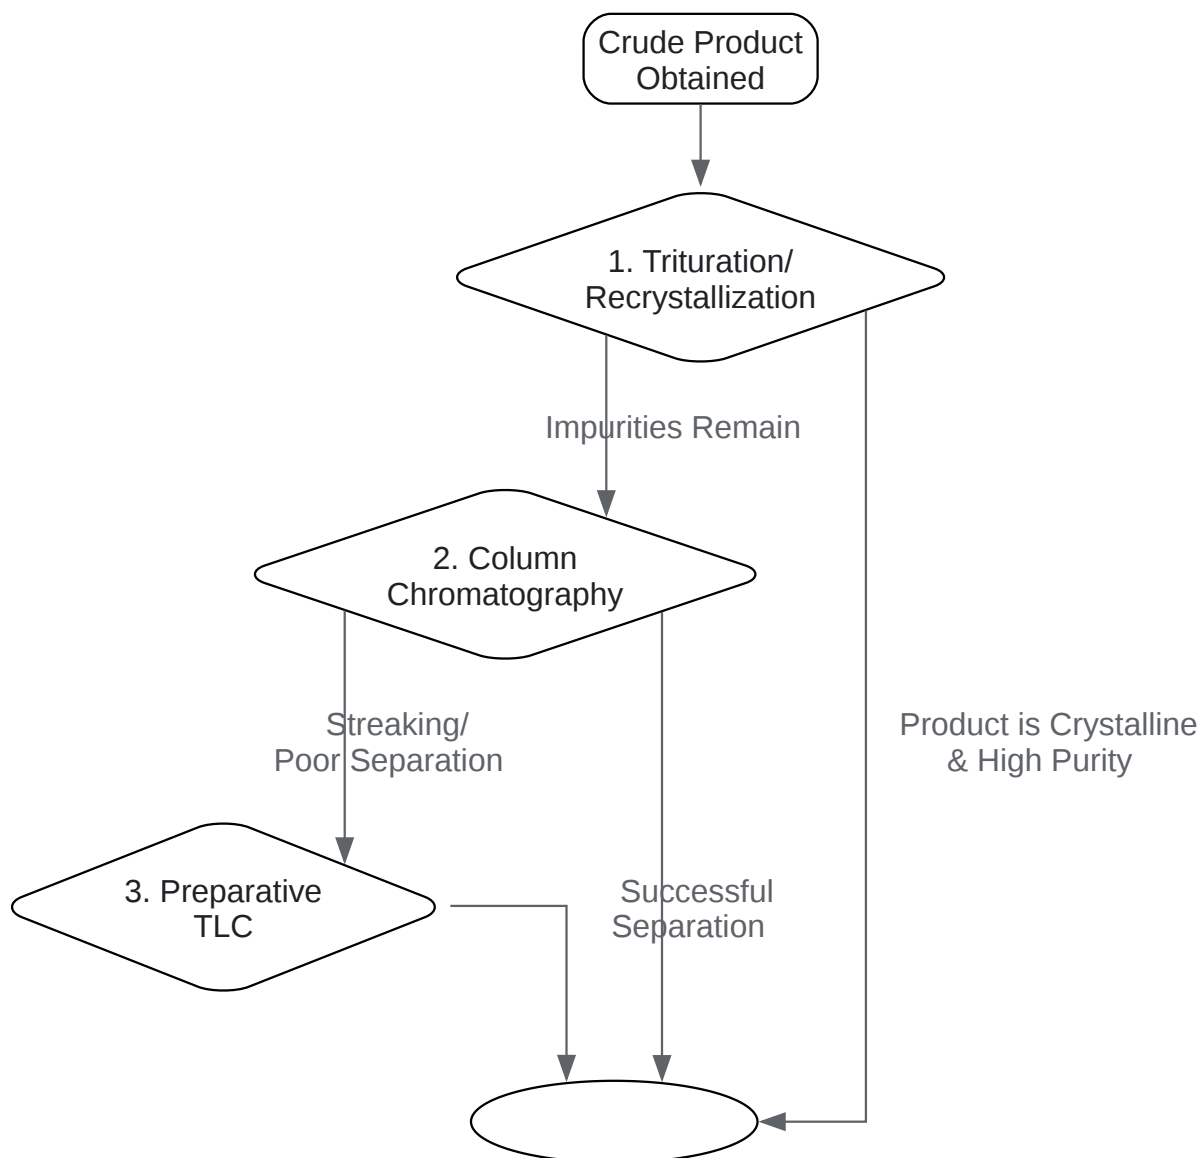 Crude Product
Obtained
1. Trituration/
Recrystallization
Impurities Remain
2. Column
Chromatography
Streaking/
Poor Separation
Product is Crystalline
& High Purity
3. Preparative
TLC
Successful
Separation